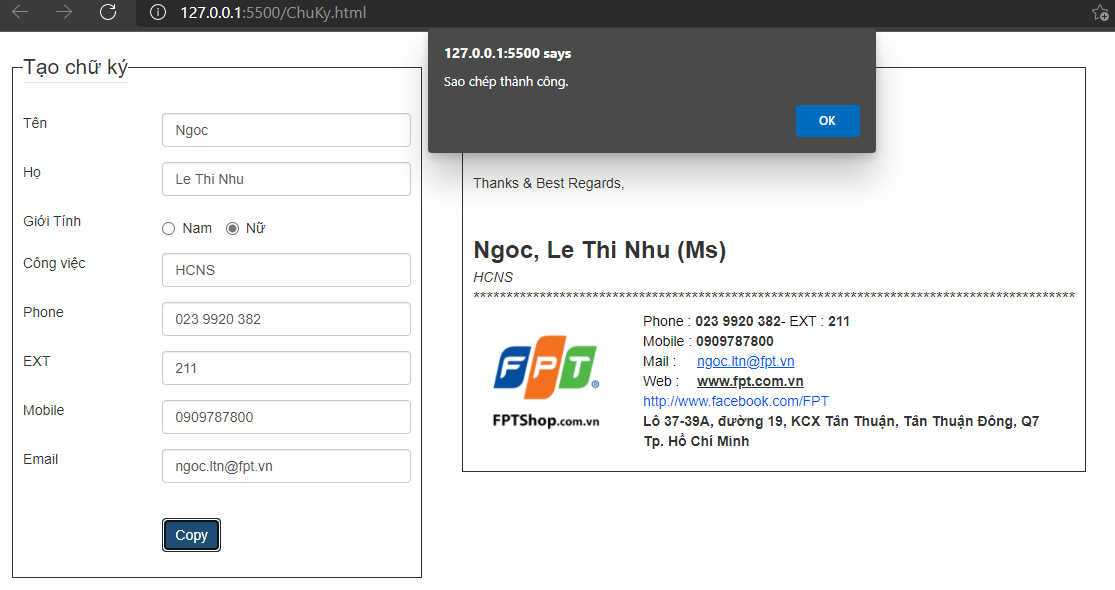 127.0.0.1:5500/ChuKy.html
127.0.0.1:5500 says
Sao chép thành công.
OK
Tạo chữ ký
Tên
Ngoc
Họ
Le Thi Nhu
Giới Tính
Nam
Nữ
Công việc
HCNS
Phone
023 9920 382
EXT
211
Mobile
0909787800
Email
ngoc.ltn@fpt.vn
Copy
Thanks & Best Regards,
Ngoc, Le Thi Nhu (Ms)
HCNS
*******************************************************************************************
FPT®
FPTShop.com.vn
Phone : 023 9920 382- EXT : 211
Mobile : 0909787800
Mail : ngoc.ltn@fpt.vn
Web : www.fpt.com.vn
http://www.facebook.com/FPT
Lô 37-39A, đường 19, KCX Tân Thuận, Tân Thuận Đông, Q7
Tp. Hồ Chí Minh